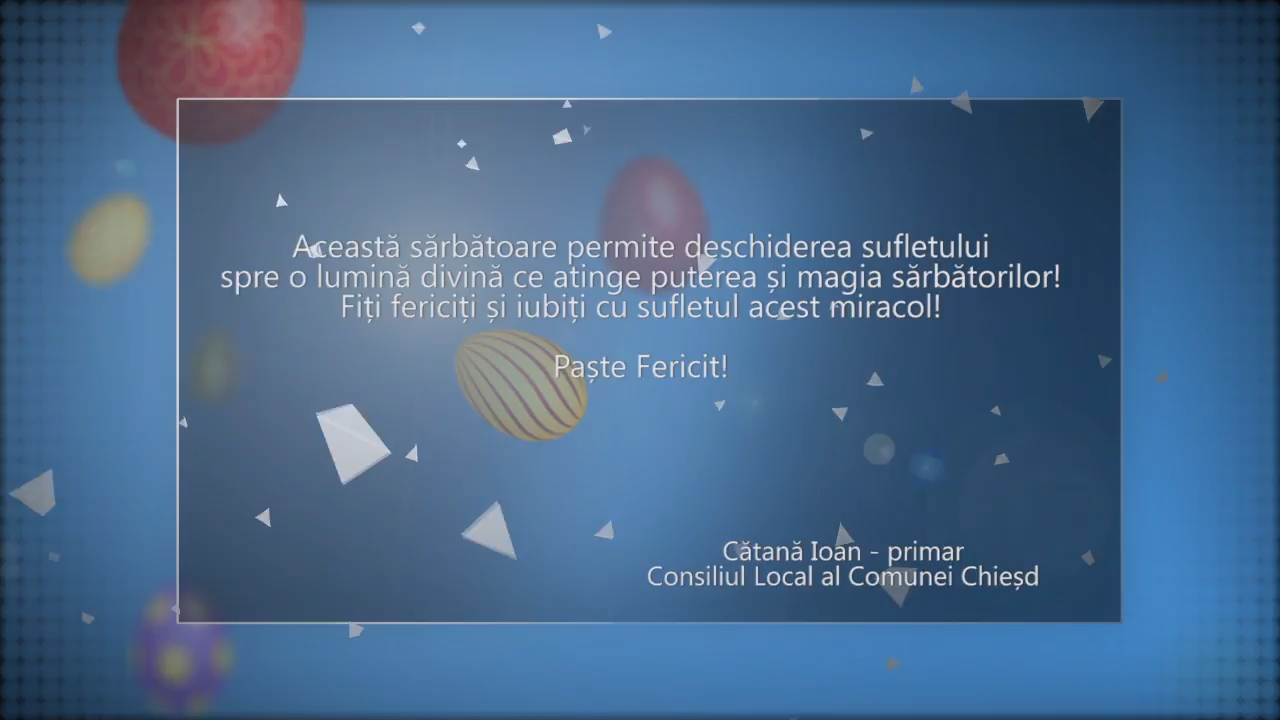 Această sărbătoare permite deschiderea sufletului
spre o lumină divină ce atinge puterea și magia sărbătorilor!
Fiți fericiți și iubiți cu sufletul acest miracol!
Paște Fericit!
Cătană Ioan - primar
Consiliul Local al Comunei Chieșd